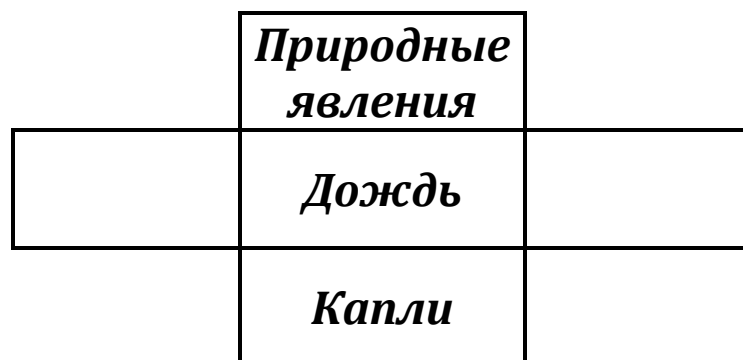 Природные
явления
Дождь
Капли